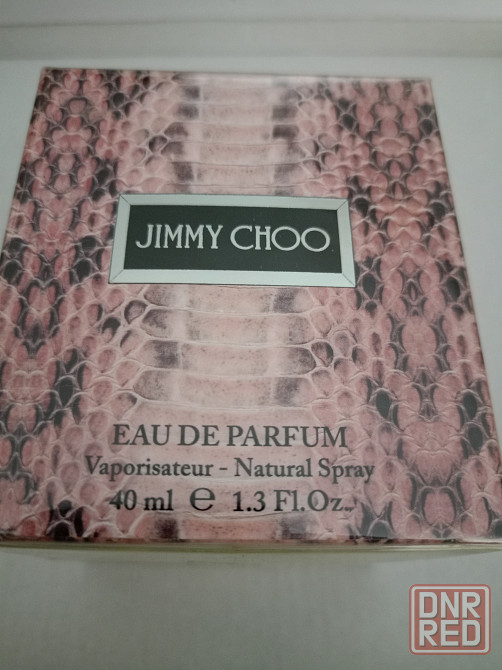 JIMMY CHOO
EAU DE PARFUM
Vaporisateur - Natural Spray
40 ml ℮ 1.3 Fl.Oz.
DNR
RED